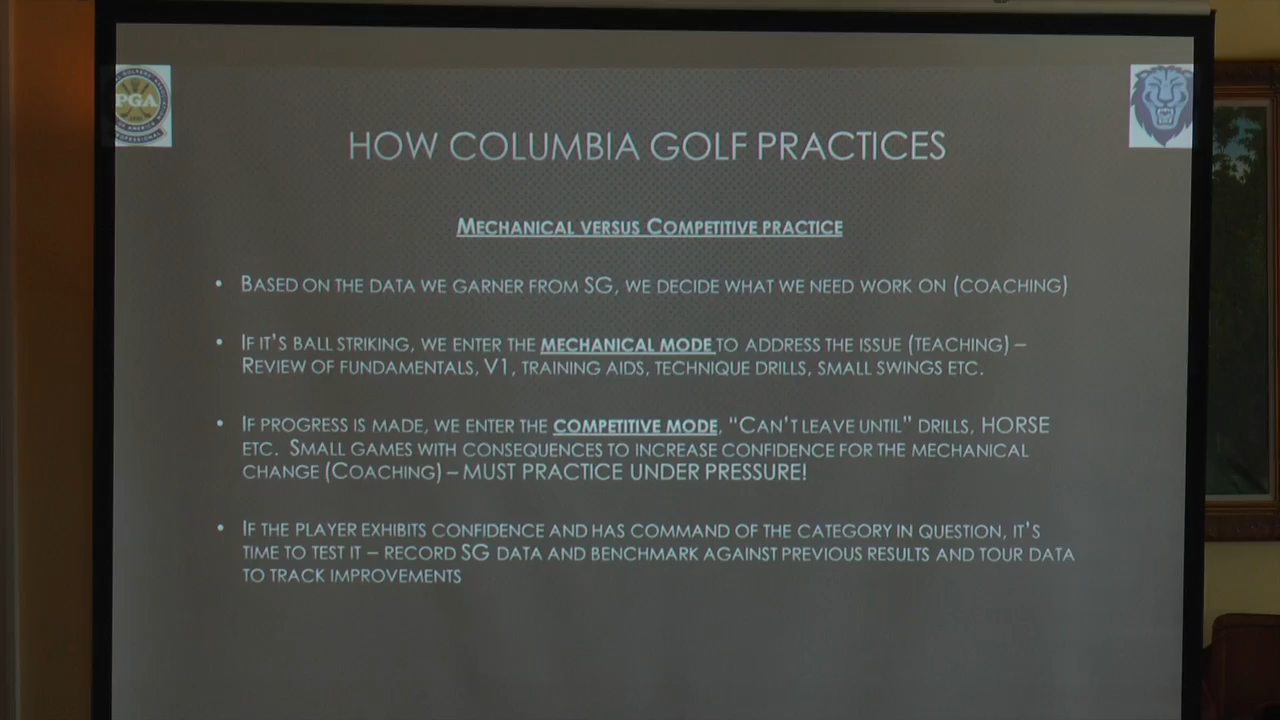 PGA
HOW COLUMBIA GOLF PRACTICES
MECHANICAL VERSUS COMPETITIVE PRACTICE
• BASED ON THE DATA WE GARNER FROM SG, WE DECIDE WHAT WE NEED WORK ON (COACHING)
• IF IT'S BALL STRIKING, WE ENTER THE MECHANICAL MODE TO ADDRESS THE ISSUE (TEACHING) –
REVIEW OF FUNDAMENTALS, V1, TRAINING AIDS, TECHNIQUE DRILLS, SMALL SWINGS ETC.
• IF PROGRESS IS MADE, WE ENTER THE COMPETITIVE MODE, "CAN'T LEAVE UNTIL" DRILLS, HORSE
ETC. SMALL GAMES WITH CONSEQUENCES TO INCREASE CONFIDENCE FOR THE MECHANICAL
CHANGE (COACHING) – MUST PRACTICE UNDER PRESSURE!
• IF THE PLAYER EXHIBITS CONFIDENCE AND HAS COMMAND OF THE CATEGORY IN QUESTION, IT'S
TIME TO TEST IT – RECORD SG DATA AND BENCHMARK AGAINST PREVIOUS RESULTS AND TOUR DATA
TO TRACK IMPROVEMENTS